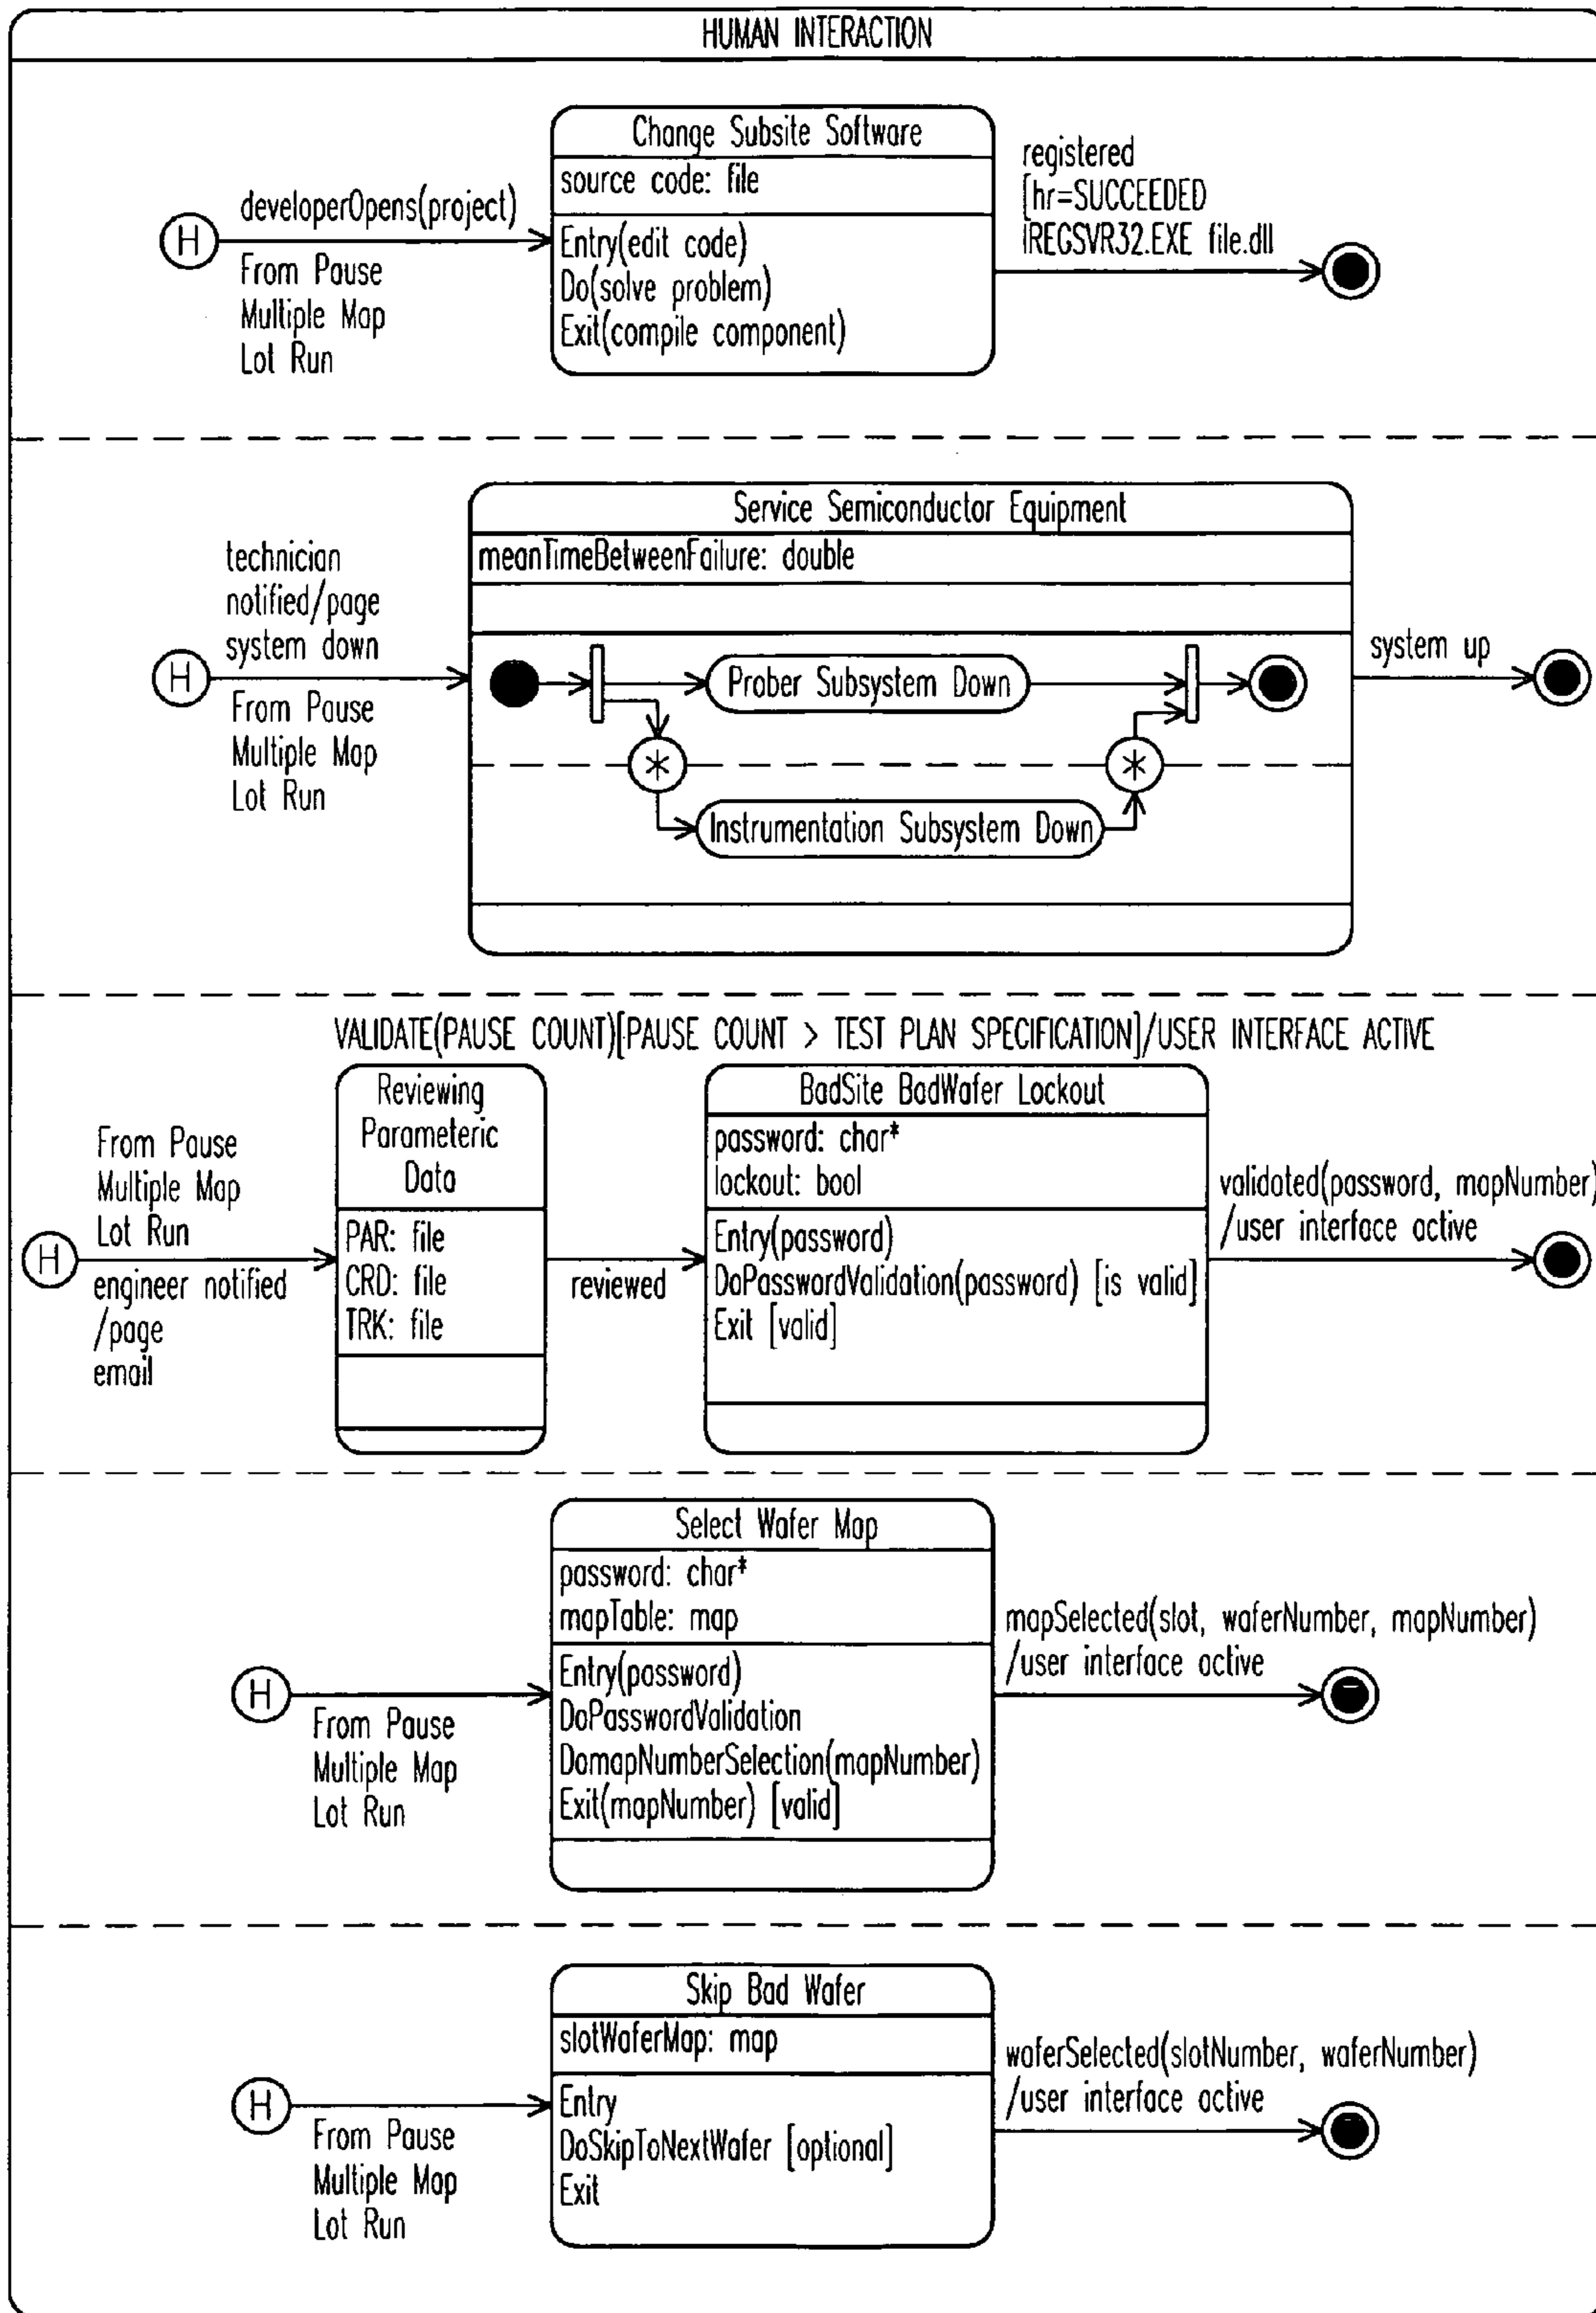 HUMAN INTERACTION
Change Subsite Software
source code: file
Entry(edit code)
Do(solve problem)
Exit(compile component)
H
developerOpens(project)
From Pause
Multiple Map
Lot Run
registered
[hr=SUCCEEDED
|REGSVR32.EXE file.dll
Service Semiconductor Equipment
meanTimeBetweenFailure: double
technician
notified/page
system down
H
From Pause
Multiple Map
Lot Run
Prober Subsystem Down
*
*
Instrumentation Subsystem Down
system up
VALIDATE(PAUSE COUNT)[PAUSE COUNT > TEST PLAN SPECIFICATION]/USER INTERFACE ACTIVE
From Pause
Multiple Map
Lot Run
H
engineer notified
/page
email
Reviewing
Parameteric
Data
PAR: file
CRD: file
TRK: file
reviewed
BadSite BadWafer Lockout
password: char*
lockout: bool
Entry(password)
DoPasswordValidation(password) [is valid]
Exit [valid]
validated(password, mapNumber)
/user interface active
Select Wafer Map
password: char*
mapTable: map
Entry(password)
DoPasswordValidation
DomapNumberSelection(mapNumber)
Exit(mapNumber) [valid]
H
From Pause
Multiple Map
Lot Run
mapSelected(slot, waferNumber, mapNumber)
/user interface active
Skip Bad Wafer
slotWaferMap: map
Entry
DoSkipToNextWafer [optional]
Exit
H
From Pause
Multiple Map
Lot Run
waferSelected(slotNumber, waferNumber)
/user interface active